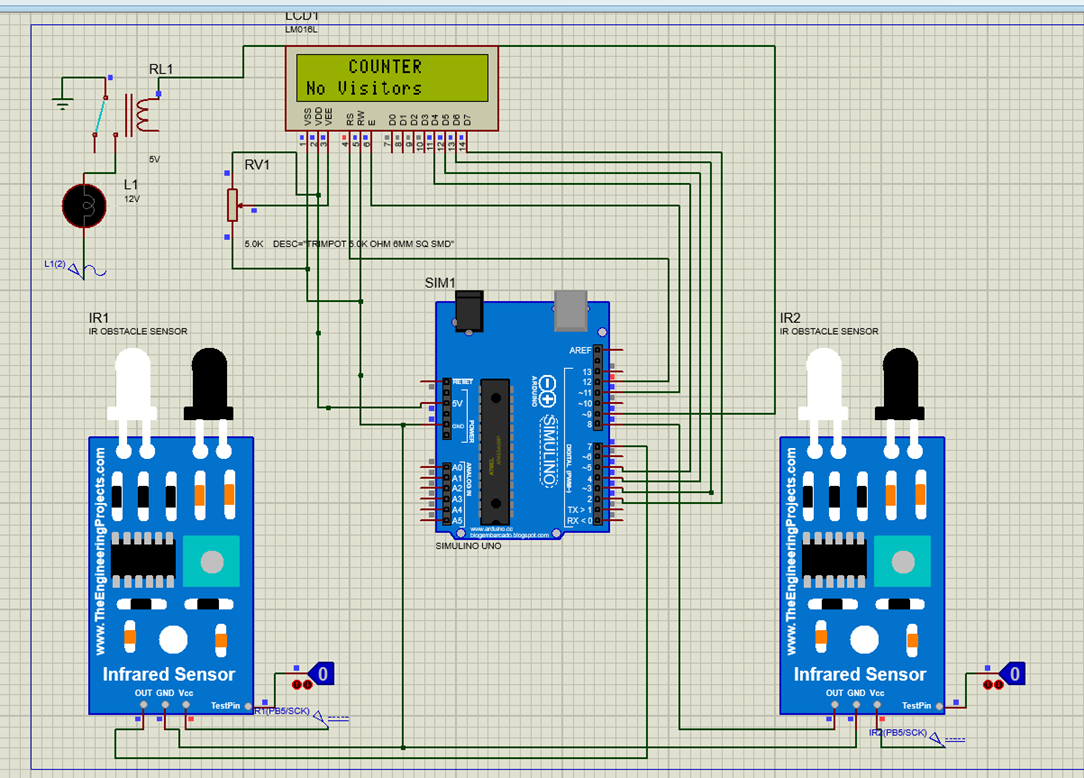 LCD1
LM016L
COUNTER
No Visitors
VSS VDD VEE RS RW E D0 D1 D2 D3 D4 D5 D6 D7
1 2 3 4 5 6 7 8 9 10 11 12 13 14
RL1
5V
L1
12V
L1(2)
RV1
5.0K DESC="TRIMPOT 5.0K OHM 6MM SQ SMD"
SIM1
AREF
13
12
~11
~10
~9
8
7
~6
~5
4
~3
2
TX > 1
RX < 0
RESET
5V
GND
POWER
A0
A1
A2
A3
A4
A5
ANALOG IN
ARDUINO
SIMULINO
DIGITAL (PWM~)
www.arduino.cc
blogembarcado.blogspot.com
SIMULINO UNO
IR1
IR OBSTACLE SENSOR
www.TheEngineeringProjects.com
Infrared Sensor
OUT GND Vcc
TestPin
0
IR1(PB5/SCK)
IR2
IR OBSTACLE SENSOR
www.TheEngineeringProjects.com
Infrared Sensor
OUT GND Vcc
TestPin
0
IR2(PB5/SCK)